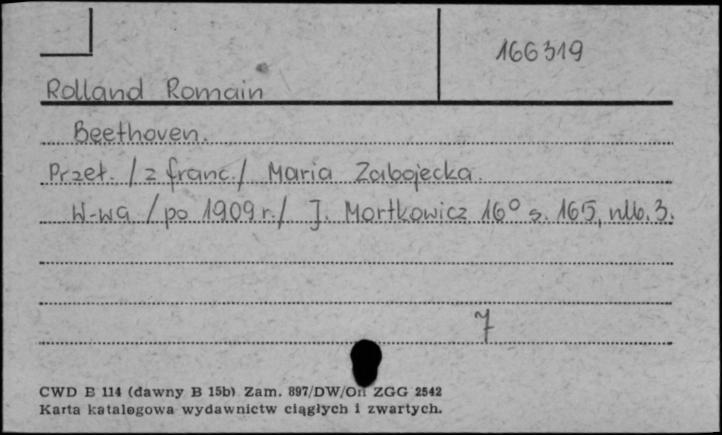 166319
Rolland Romain
Beethoven.
Przeł. /z franc./ Maria Zabojecka.
W-wa /po 1909 r./ J. Mortkowicz 16° s. 165, nlb. 3.
7
CWD B 114 (dawny B 15b) Zam. 897/DW/On ZGG 2542
Karta katalogowa wydawnictw ciągłych i zwartych.